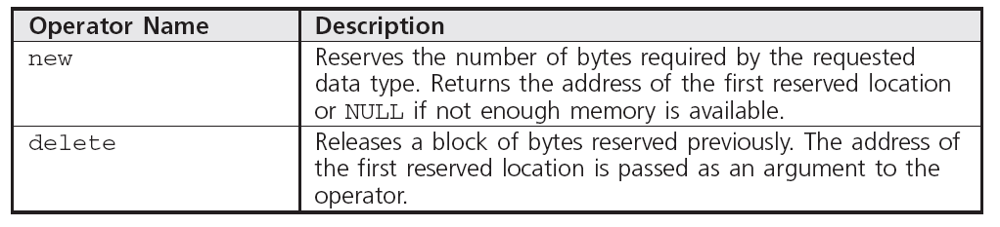 Operator Name Description
new Reserves the number of bytes required by the requested
data type. Returns the address of the first reserved location
or NULL if not enough memory is available.
delete Releases a block of bytes reserved previously. The address of
the first reserved location is passed as an argument to the
operator.